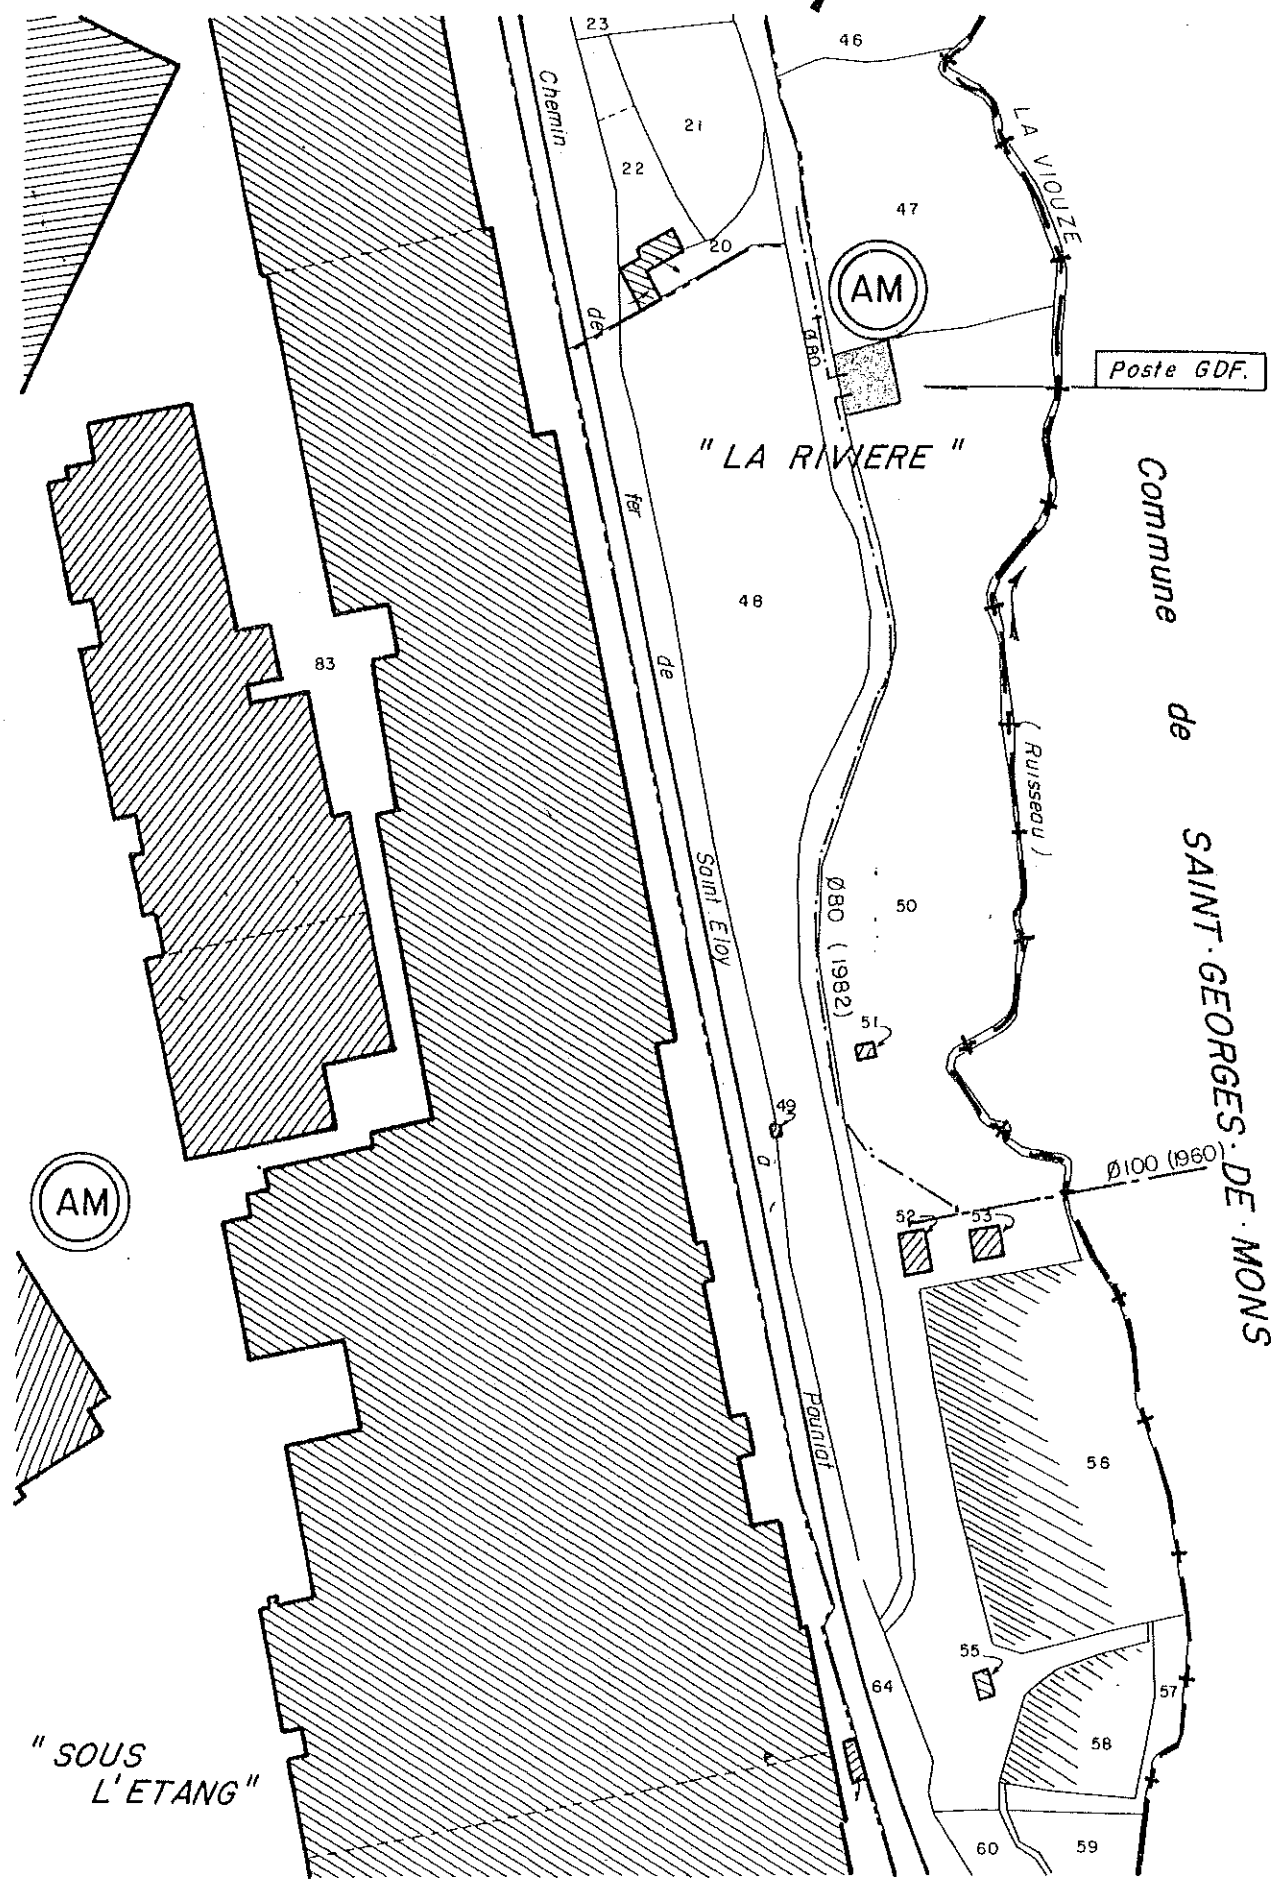 23
46
Chemin
21
LA VIOUZE
22
47
20
AM
de
Ø80
Poste GDF.
"LA RIVIERE"
Commune de SAINT·GEORGES·DE·MONS
fer
48
de
83
(Ruisseau)
Saint Eloy
Ø80 (1982)
50
51
49
à
Ø100 (1960)
AM
52
53
Pauniat
56
55
64
57
58
"SOUS
L'ETANG"
60
59